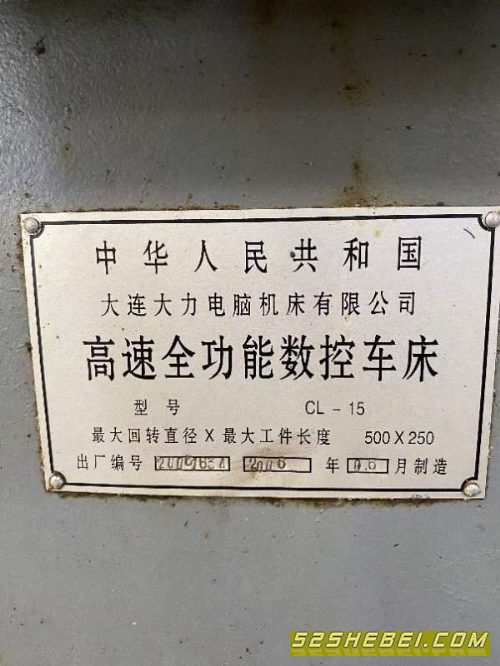 中华人民共和国
大连大力电脑机床有限公司
高速全功能数控车床
型号 CL-15
最大回转直径X最大工件长度 500X250
出厂编号 2006 年 06 月制造
52SHEBEI.COM